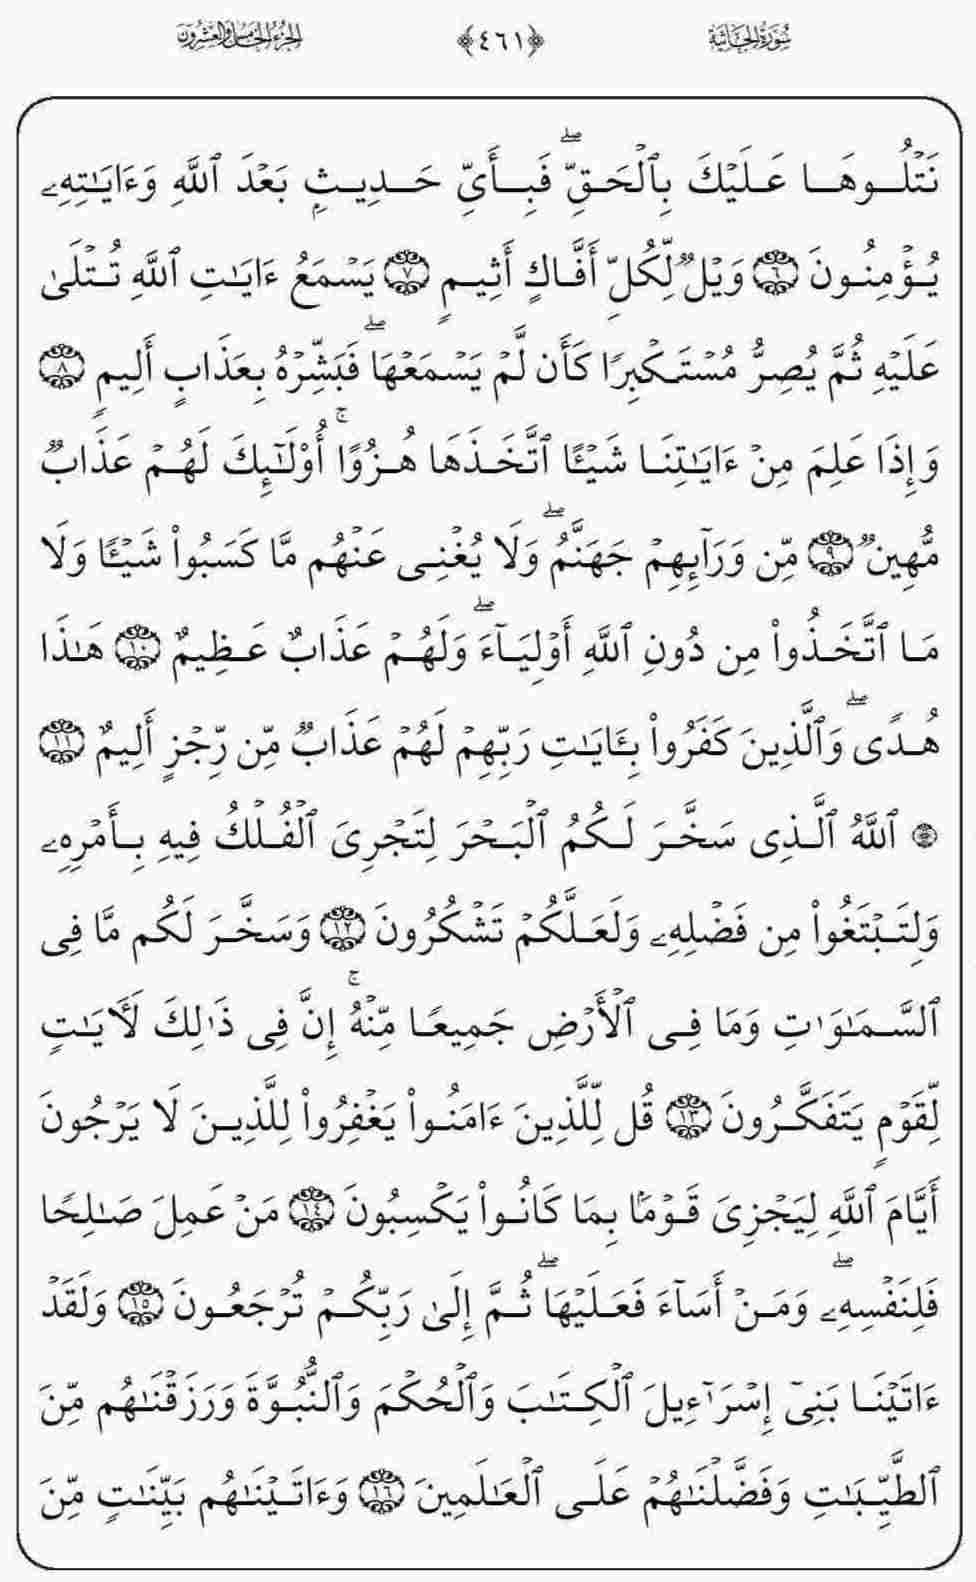 سُورَةُ الجَاثِيَة ﴿٤٦١﴾ الجُزْءُ الخَامِسُ وَالعِشْرُون
نَتۡلُوهَا عَلَيۡكَ بِٱلۡحَقِّۖ فَبِأَيِّ حَدِيثِۭ بَعۡدَ ٱللَّهِ وَءَايَٰتِهِۦ
يُؤۡمِنُونَ ٦ وَيۡلٞ لِّكُلِّ أَفَّاكٍ أَثِيمٖ ٧ يَسۡمَعُ ءَايَٰتِ ٱللَّهِ تُتۡلَىٰ
عَلَيۡهِ ثُمَّ يُصِرُّ مُسۡتَكۡبِرٗا كَأَن لَّمۡ يَسۡمَعۡهَاۖ فَبَشِّرۡهُ بِعَذَابٍ أَلِيمٖ ٨
وَإِذَا عَلِمَ مِنۡ ءَايَٰتِنَا شَيۡـًٔا ٱتَّخَذَهَا هُزُوًاۚ أُوْلَٰٓئِكَ لَهُمۡ عَذَابٞ
مُّهِينٞ ٩ مِّن وَرَآئِهِمۡ جَهَنَّمُۖ وَلَا يُغۡنِي عَنۡهُم مَّا كَسَبُواْ شَيۡـٔٗا وَلَا
مَا ٱتَّخَذُواْ مِن دُونِ ٱللَّهِ أَوۡلِيَآءَۖ وَلَهُمۡ عَذَابٌ عَظِيمٌ ١٠ هَٰذَا
هُدٗىۖ وَٱلَّذِينَ كَفَرُواْ بِـَٔايَٰتِ رَبِّهِمۡ لَهُمۡ عَذَابٞ مِّن رِّجۡزٍ أَلِيمٌ ١١
۞ ٱللَّهُ ٱلَّذِي سَخَّرَ لَكُمُ ٱلۡبَحۡرَ لِتَجۡرِيَ ٱلۡفُلۡكُ فِيهِ بِأَمۡرِهِۦ
وَلِتَبۡتَغُواْ مِن فَضۡلِهِۦ وَلَعَلَّكُمۡ تَشۡكُرُونَ ١٢ وَسَخَّرَ لَكُم مَّا فِي
ٱلسَّمَٰوَٰتِ وَمَا فِي ٱلۡأَرۡضِ جَمِيعٗا مِّنۡهُۚ إِنَّ فِي ذَٰلِكَ لَأٓيَٰتٖ
لِّقَوۡمٖ يَتَفَكَّرُونَ ١٣ قُل لِّلَّذِينَ ءَامَنُواْ يَغۡفِرُواْ لِلَّذِينَ لَا يَرۡجُونَ
أَيَّامَ ٱللَّهِ لِيَجۡزِيَ قَوۡمَۢا بِمَا كَانُواْ يَكۡسِبُونَ ١٤ مَنۡ عَمِلَ صَٰلِحٗا
فَلِنَفۡسِهِۦۖ وَمَنۡ أَسَآءَ فَعَلَيۡهَاۖ ثُمَّ إِلَىٰ رَبِّكُمۡ تُرۡجَعُونَ ١٥ وَلَقَدۡ
ءَاتَيۡنَا بَنِيٓ إِسۡرَٰٓءِيلَ ٱلۡكِتَٰبَ وَٱلۡحُكۡمَ وَٱلنُّبُوَّةَ وَرَزَقۡنَٰهُم مِّنَ
ٱلطَّيِّبَٰتِ وَفَضَّلۡنَٰهُمۡ عَلَى ٱلۡعَٰلَمِينَ ١٦ وَءَاتَيۡنَٰهُم بَيِّنَٰتٖ مِّنَ